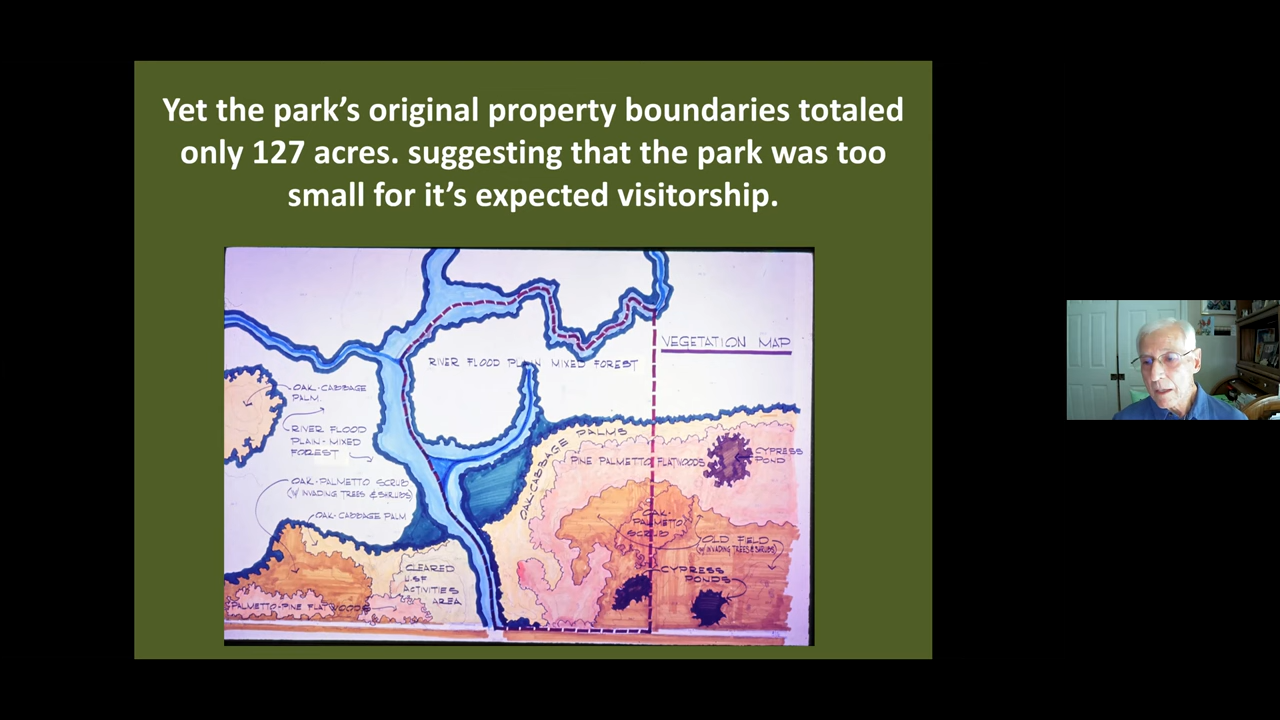 Yet the park's original property boundaries totaled
only 127 acres. suggesting that the park was too
small for it's expected visitorship.
VEGETATION MAP
RIVER FLOOD PLAIN MIXED FOREST
OAK-CABBAGE
PALM
RIVER FLOOD
PLAIN-MIXED
FOREST
OAK-CABBAGE PALMS
PINE PALMETTO FLATWOODS
CYPRESS
POND
OAK-PALMETTO SCRUB
(W/ INVADING TREES & SHRUBS)
OAK-CABBAGE PALM
OAK-
PALMETTO
SCRUB
OLD FIELD
(W/ INVADING TREES & SHRUBS)
CLEARED
USF
ACTIVITIES
AREA
CYPRESS
PONDS
PALMETTO-PINE FLATWOODS